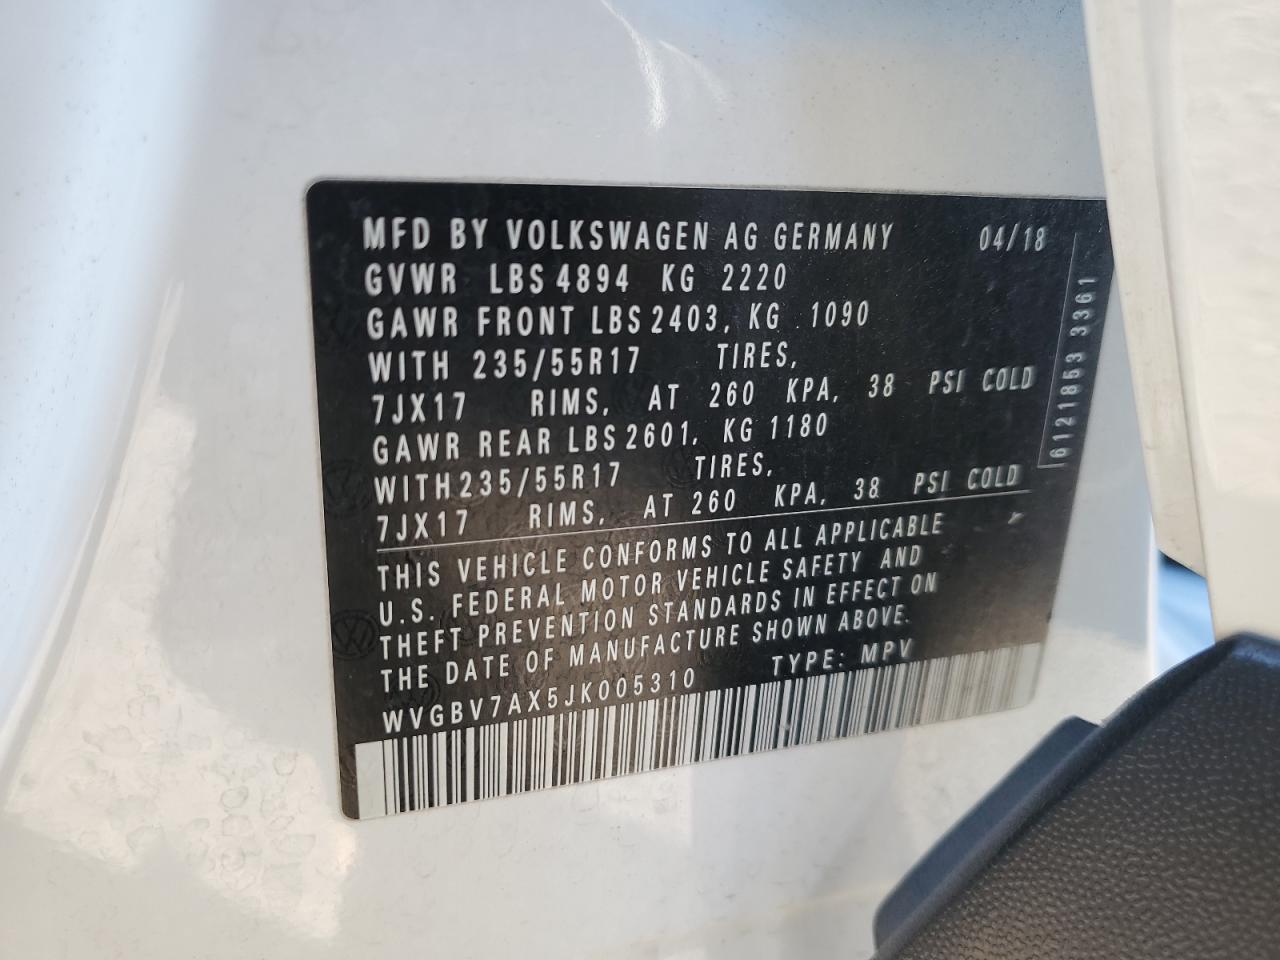 MFD BY VOLKSWAGEN AG GERMANY 04/18
GVWR LBS 4894 KG 2220
GAWR FRONT LBS 2403, KG 1090
WITH 235/55R17 TIRES,
7JX17 RIMS, AT 260 KPA, 38 PSI COLD
GAWR REAR LBS 2601, KG 1180
WITH 235/55R17 TIRES,
7JX17 RIMS, AT 260 KPA, 38 PSI COLD
THIS VEHICLE CONFORMS TO ALL APPLICABLE
U.S. FEDERAL MOTOR VEHICLE SAFETY AND
THEFT PREVENTION STANDARDS IN EFFECT ON
THE DATE OF MANUFACTURE SHOWN ABOVE.
WVGBV7AX5JK005310 TYPE: MPV
6121853 3361